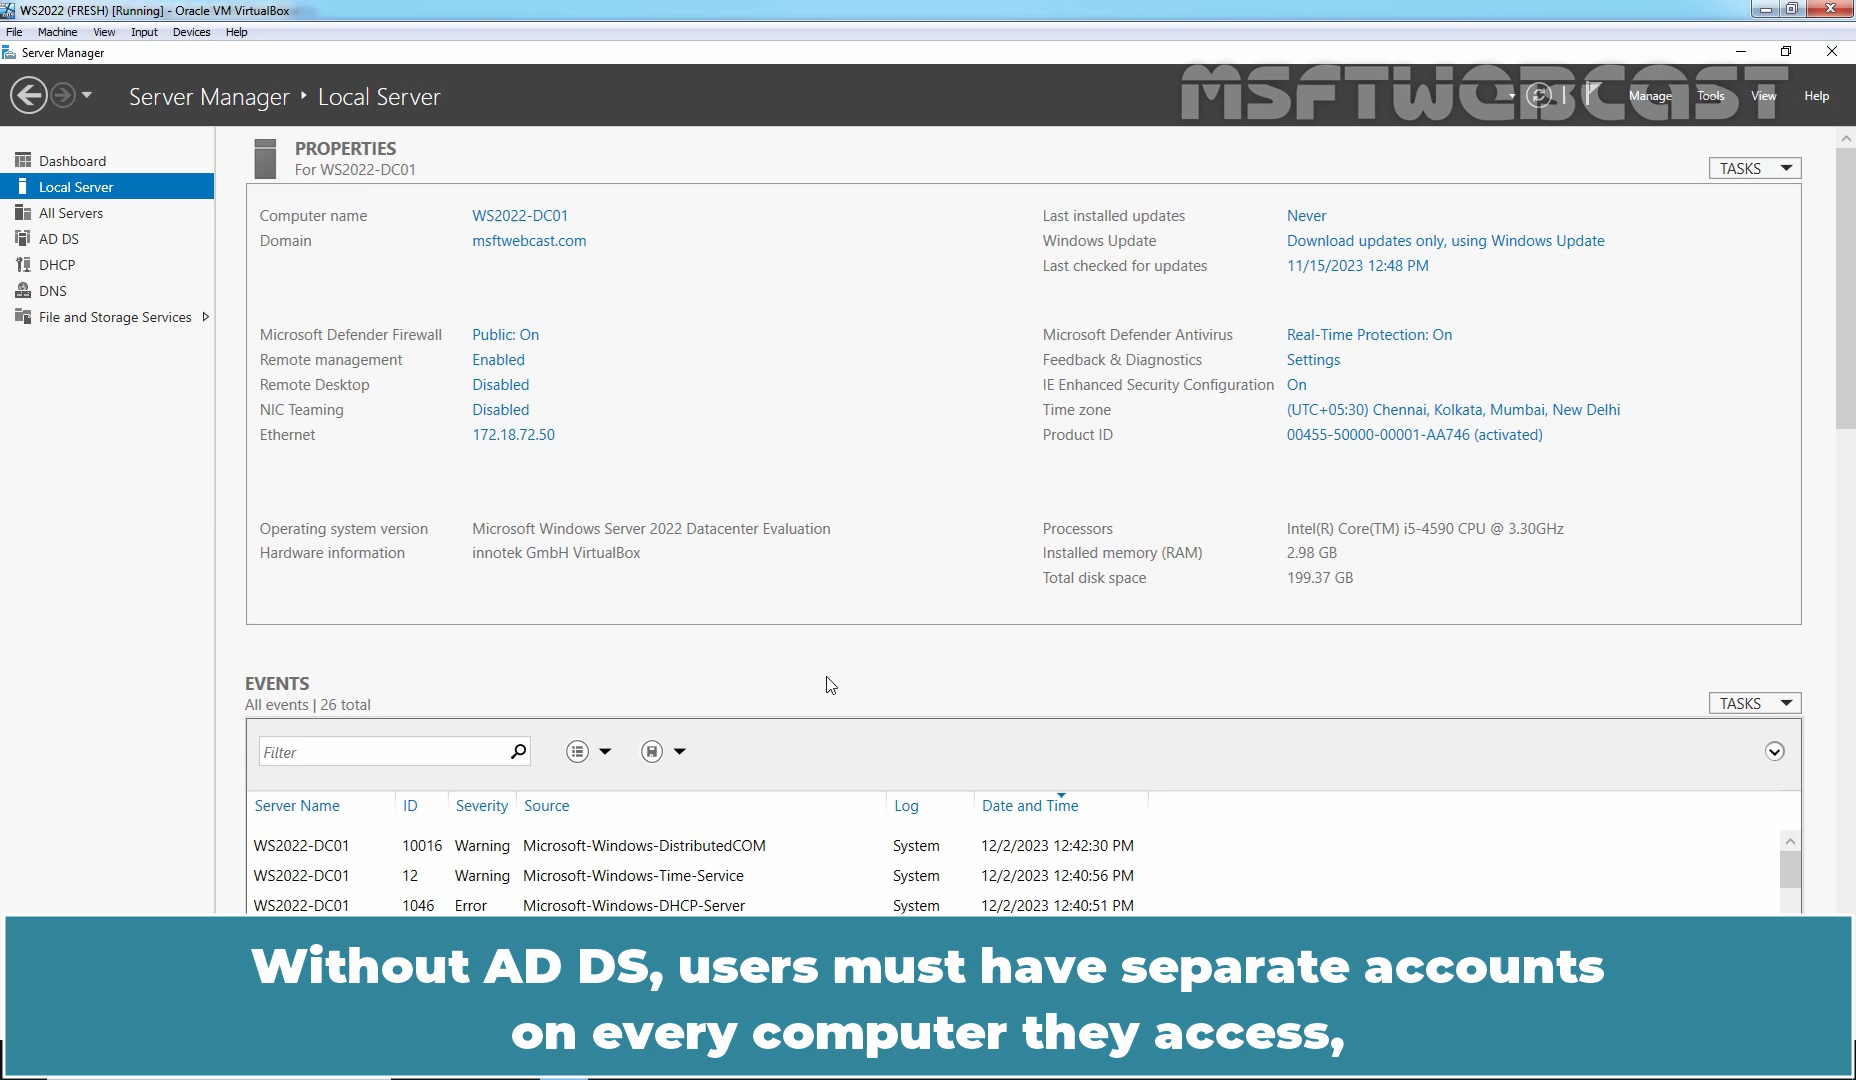 WS2022 (FRESH) [Running] - Oracle VM VirtualBox
File Machine View Input Devices Help
Server Manager
Server Manager ‣ Local Server
MSFTWEBCAST
Manage Tools View Help
Dashboard
Local Server
All Servers
AD DS
DHCP
DNS
File and Storage Services
PROPERTIES
For WS2022-DC01
TASKS
Computer name WS2022-DC01 Last installed updates Never
Domain msftwebcast.com Windows Update Download updates only, using Windows Update
Last checked for updates 11/15/2023 12:48 PM
Microsoft Defender Firewall Public: On Microsoft Defender Antivirus Real-Time Protection: On
Remote management Enabled Feedback & Diagnostics Settings
Remote Desktop Disabled IE Enhanced Security Configuration On
NIC Teaming Disabled Time zone (UTC+05:30) Chennai, Kolkata, Mumbai, New Delhi
Ethernet 172.18.72.50 Product ID 00455-50000-00001-AA746 (activated)
Operating system version Microsoft Windows Server 2022 Datacenter Evaluation Processors Intel(R) Core(TM) i5-4590 CPU @ 3.30GHz
Hardware information innotek GmbH VirtualBox Installed memory (RAM) 2.98 GB
Total disk space 199.37 GB
EVENTS
All events | 26 total
TASKS
Filter
Server Name ID Severity Source Log Date and Time
WS2022-DC01 10016 Warning Microsoft-Windows-DistributedCOM System 12/2/2023 12:42:30 PM
WS2022-DC01 12 Warning Microsoft-Windows-Time-Service System 12/2/2023 12:40:56 PM
WS2022-DC01 1046 Error Microsoft-Windows-DHCP-Server System 12/2/2023 12:40:51 PM
Without AD DS, users must have separate accounts
on every computer they access,